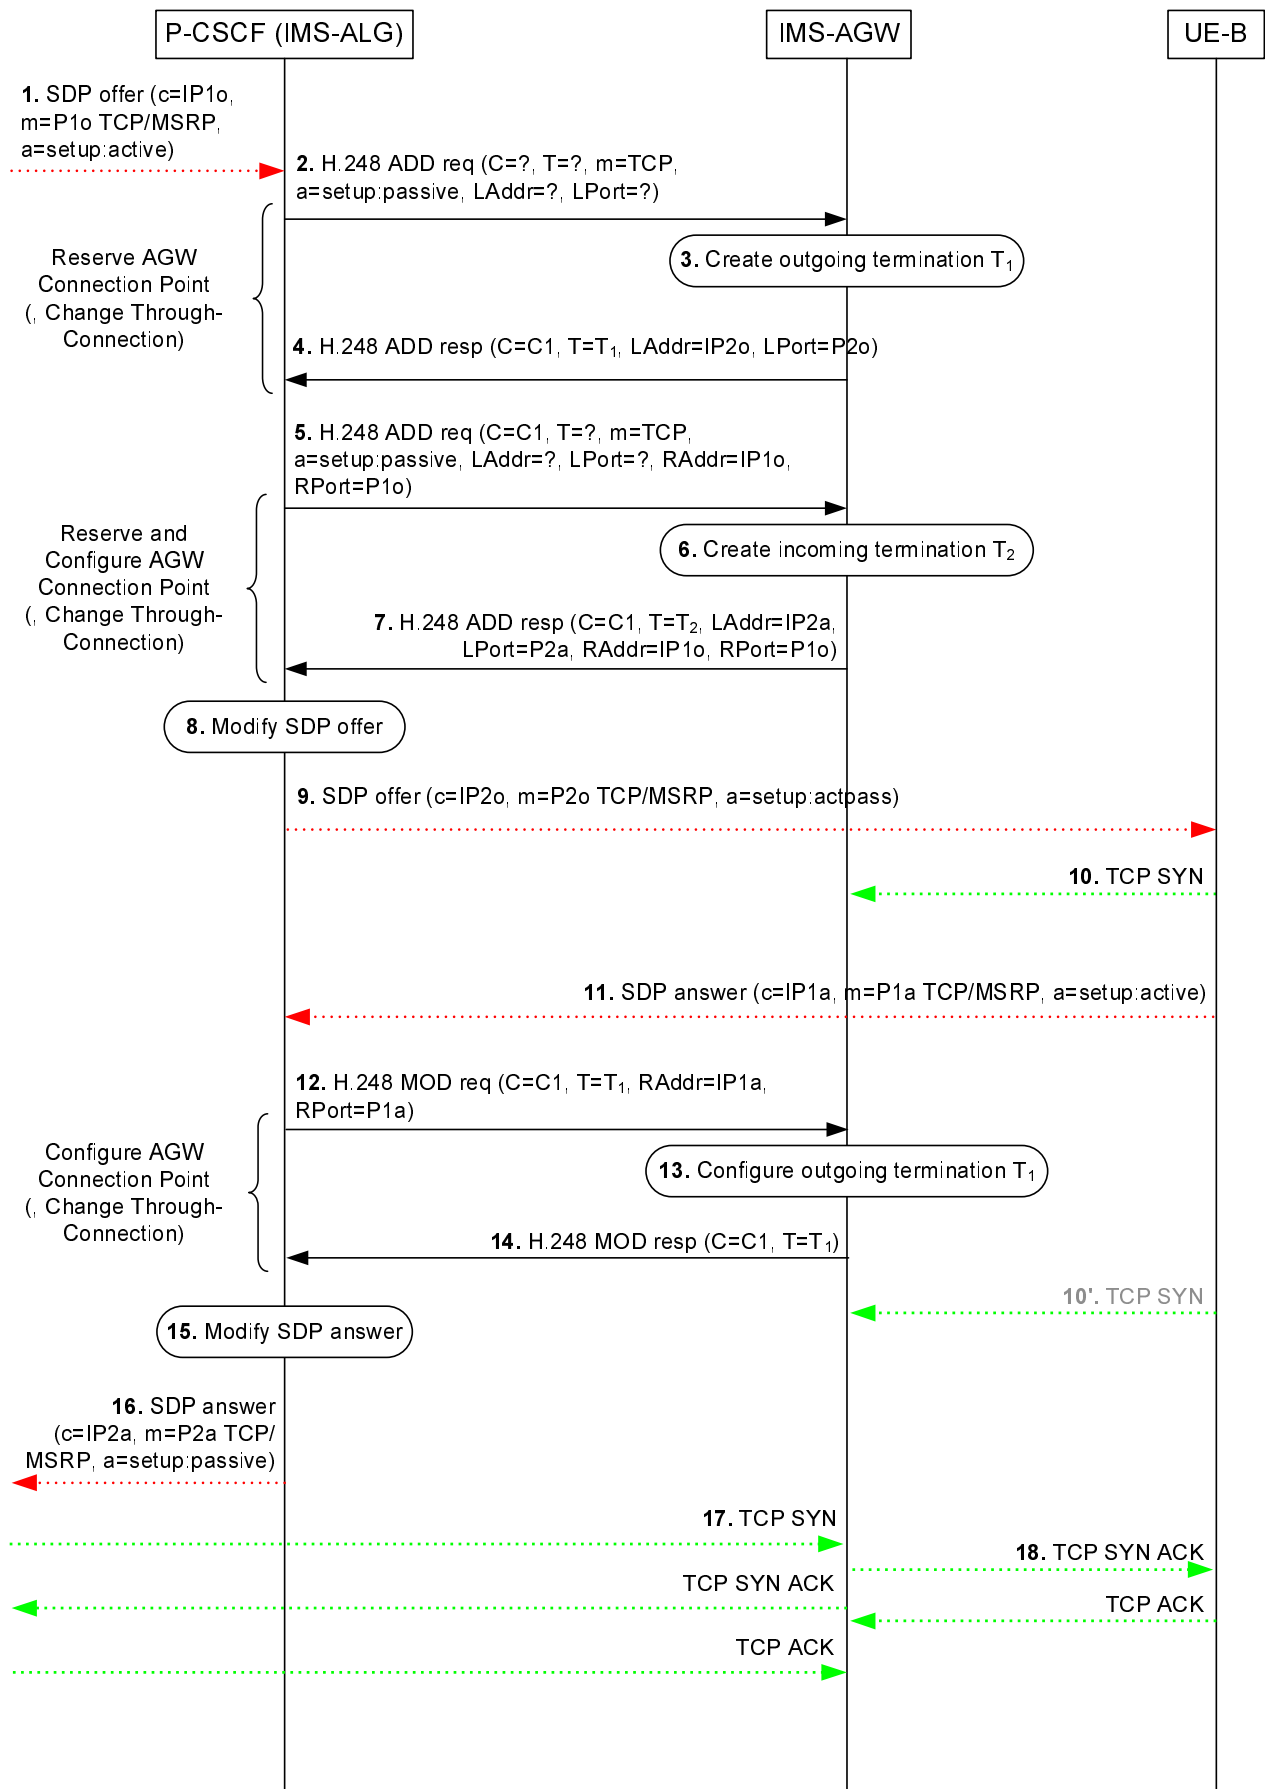 P-CSCF (IMS-ALG)
IMS-AGW
UE-B
1. SDP offer (c=IP1o,
m=P1o TCP/MSRP,
a=setup:active)
2. H.248 ADD req (C=?, T=?, m=TCP,
a=setup:passive, LAddr=?, LPort=?)
Reserve AGW
Connection Point
(, Change Through-
Connection)
3. Create outgoing termination T1
4. H.248 ADD resp (C=C1, T=T1, LAddr=IP2o, LPort=P2o)
5. H.248 ADD req (C=C1, T=?, m=TCP,
a=setup:passive, LAddr=?, LPort=?, RAddr=IP1o,
RPort=P1o)
Reserve and
Configure AGW
Connection Point
(, Change Through-
Connection)
6. Create incoming termination T2
7. H.248 ADD resp (C=C1, T=T2, LAddr=IP2a,
LPort=P2a, RAddr=IP1o, RPort=P1o)
8. Modify SDP offer
9. SDP offer (c=IP2o, m=P2o TCP/MSRP, a=setup:actpass)
10. TCP SYN
11. SDP answer (c=IP1a, m=P1a TCP/MSRP, a=setup:active)
12. H.248 MOD req (C=C1, T=T1, RAddr=IP1a,
RPort=P1a)
Configure AGW
Connection Point
(, Change Through-
Connection)
13. Configure outgoing termination T1
14. H.248 MOD resp (C=C1, T=T1)
10'. TCP SYN
15. Modify SDP answer
16. SDP answer
(c=IP2a, m=P2a TCP/
MSRP, a=setup:passive)
17. TCP SYN
18. TCP SYN ACK
TCP SYN ACK
TCP ACK
TCP ACK